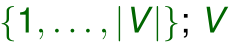 {1, . . . , |V|}; V